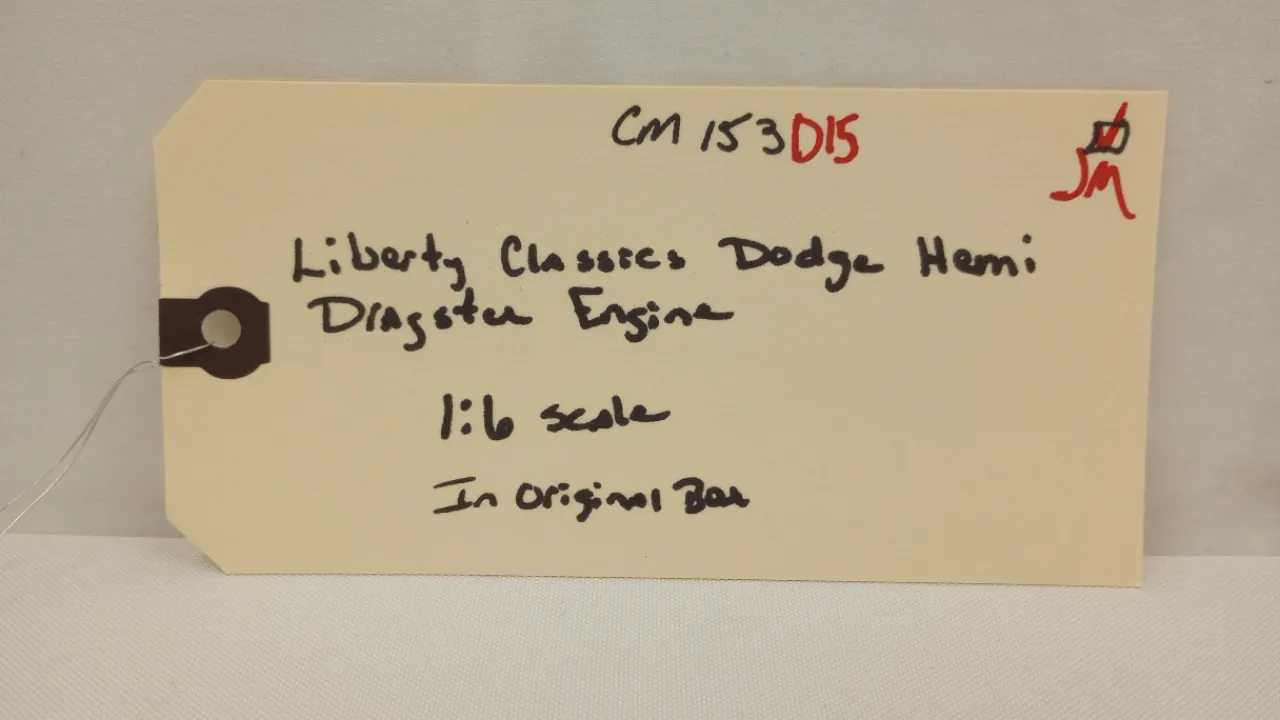 CM 153D15
JM
Liberty Classics Dodge Hemi
Dragster Engine
1:6 scale
In Original Box